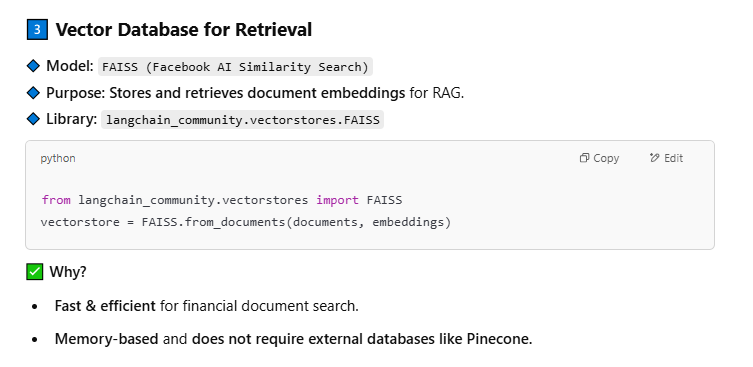 3 Vector Database for Retrieval
Model: FAISS (Facebook AI Similarity Search)
Purpose: Stores and retrieves document embeddings for RAG.
Library: langchain_community.vectorstores.FAISS
python Copy Edit
from langchain_community.vectorstores import FAISS
vectorstore = FAISS.from_documents(documents, embeddings)
Why?
Fast & efficient for financial document search.
Memory-based and does not require external databases like Pinecone.